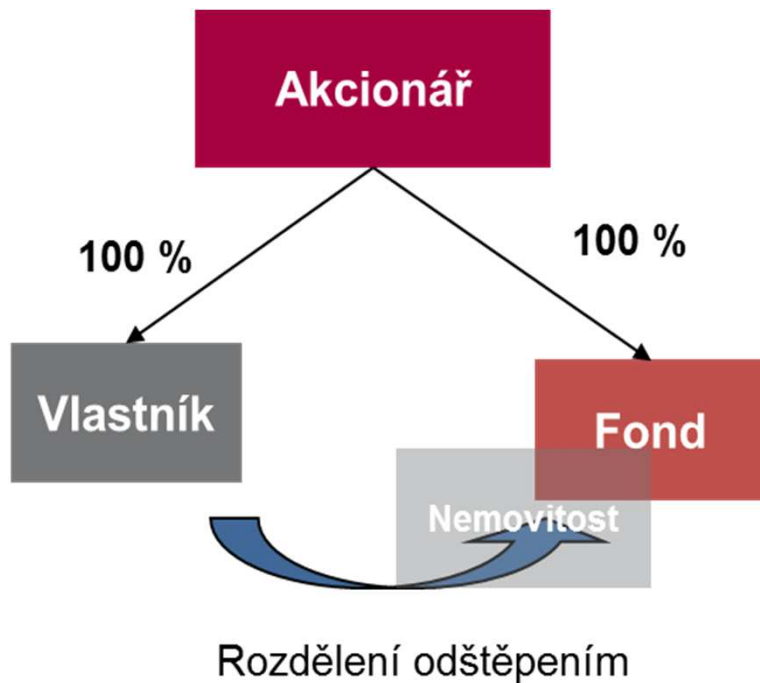 Akcionář
100 %
100 %
Vlastník
Fond
Nemovitost
Rozdělení odštěpením